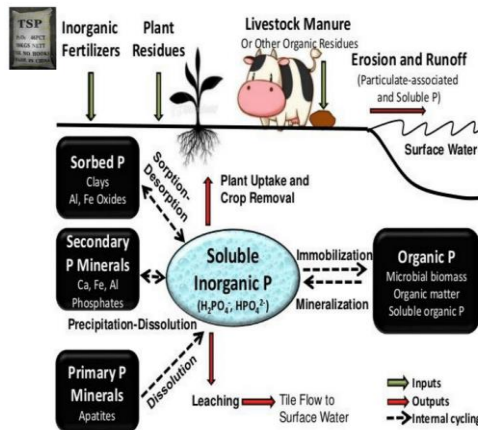 TSP
Inorganic
Fertilizers
Plant
Residues
Livestock Manure
Or Other Organic Residues
Erosion and Runoff
(Particulate-associated
and Soluble P)
Surface Water
Sorbed P
Clays
Al, Fe Oxides
Sorption-
Desorption
Plant Uptake and
Crop Removal
Secondary
P Minerals
Ca, Fe, Al
Phosphates
Soluble
Inorganic P
(H₂PO₄⁻, HPO₄²⁻)
Immobilization
Mineralization
Organic P
Microbial biomass
Organic matter
Soluble organic P
Precipitation-Dissolution
Dissolution
Primary P
Minerals
Apatites
Leaching
Tile Flow to
Surface Water
Inputs
Outputs
Internal cycling